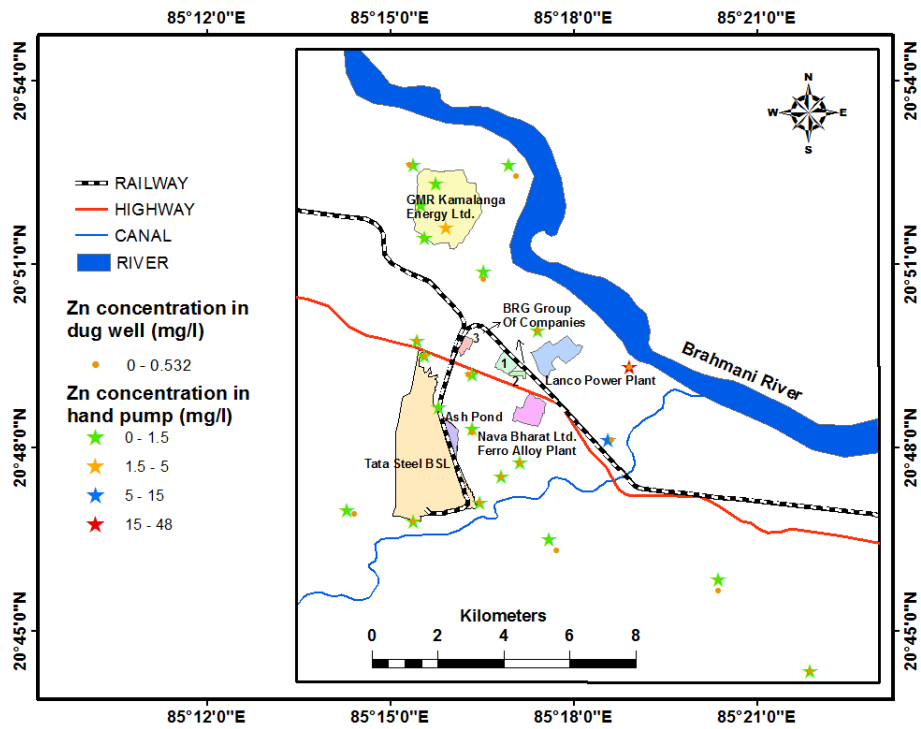 85°12'0"E 85°15'0"E 85°18'0"E 85°21'0"E
20°54'0"N 20°54'0"N
N
W E
S
RAILWAY
HIGHWAY
CANAL
RIVER
GMR Kamalanga
Energy Ltd.
20°51'0"N 20°51'0"N
Zn concentration in
dug well (mg/l)
0 - 0.532
Zn concentration in
hand pump (mg/l)
0 - 1.5
1.5 - 5
5 - 15
15 - 48
BRG Group
Of Companies
3
1
2
Lanco Power Plant
Brahmani River
Ash Pond
Nava Bharat Ltd.
Ferro Alloy Plant
Tata Steel BSL
20°48'0"N 20°48'0"N
Kilometers
0 2 4 6 8
20°45'0"N 20°45'0"N
85°12'0"E 85°15'0"E 85°18'0"E 85°21'0"E